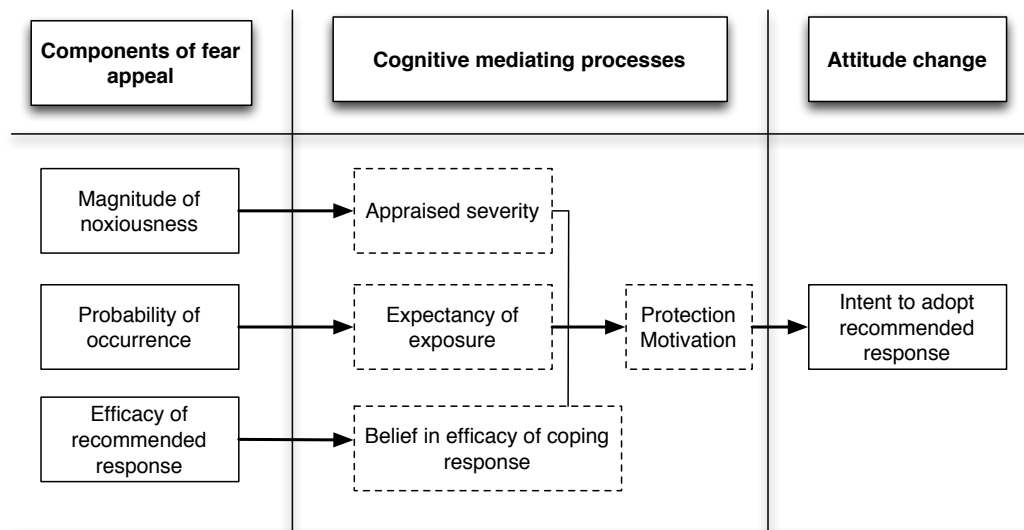 Components of fear
appeal
Cognitive mediating processes
Attitude change
Magnitude of
noxiousness
Appraised severity
Probability of
occurrence
Expectancy of
exposure
Protection
Motivation
Intent to adopt
recommended
response
Efficacy of
recommended
response
Belief in efficacy of coping
response